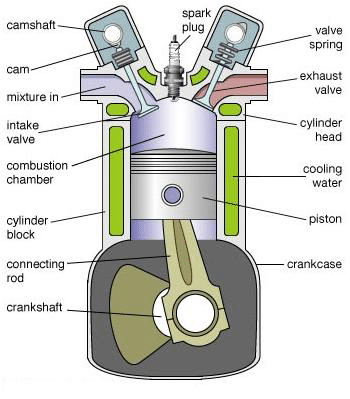 camshaft
cam
mixture in
intake
valve
combustion
chamber
cylinder
block
connecting
rod
crankshaft
spark
plug
valve
spring
exhaust
valve
cylinder
head
cooling
water
piston
crankcase